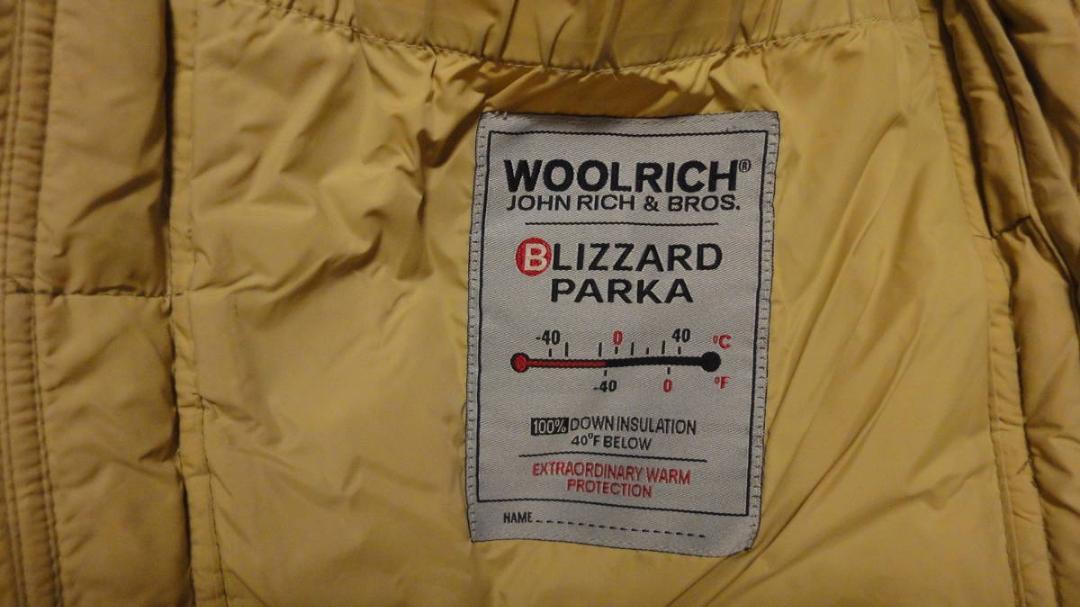 WOOLRICH®
JOHN RICH & BROS.
BLIZZARD
PARKA
-40 0 40 °C
-40 0 °F
100% DOWN INSULATION
40°F BELOW
EXTRAORDINARY WARM
PROTECTION
NAME